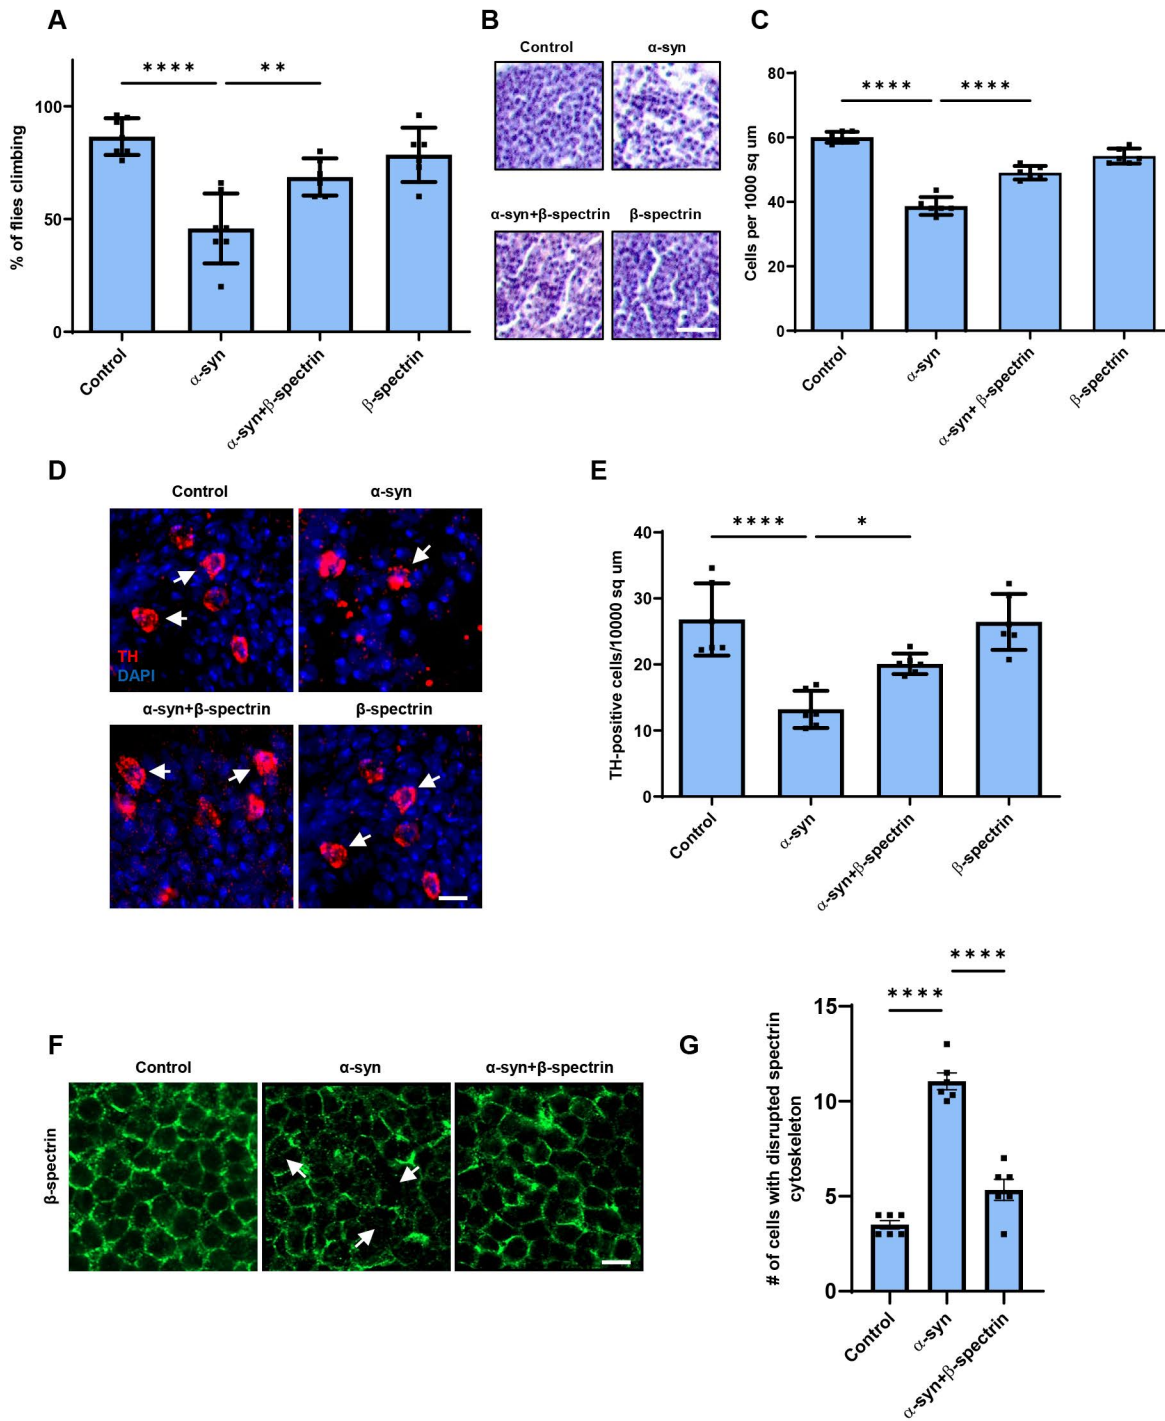 A
% of flies climbing
100
50
0
****
**
Control
α-syn
α-syn+β-spectrin
β-spectrin
B
Control
α-syn
α-syn+β-spectrin
β-spectrin
C
Cells per 1000 sq um
80
60
40
20
0
****
****
Control
α-syn
α-syn+ β-spectrin
β-spectrin
D
Control
α-syn
TH
DAPI
α-syn+β-spectrin
β-spectrin
E
TH-positive cells/10000 sq um
40
30
20
10
0
****
*
Control
α-syn
α-syn+β-spectrin
β-spectrin
F
Control
α-syn
α-syn+β-spectrin
β-spectrin
G
# of cells with disrupted spectrin
cytoskeleton
15
10
5
0
****
****
Control
α-syn
α-syn+β-spectrin